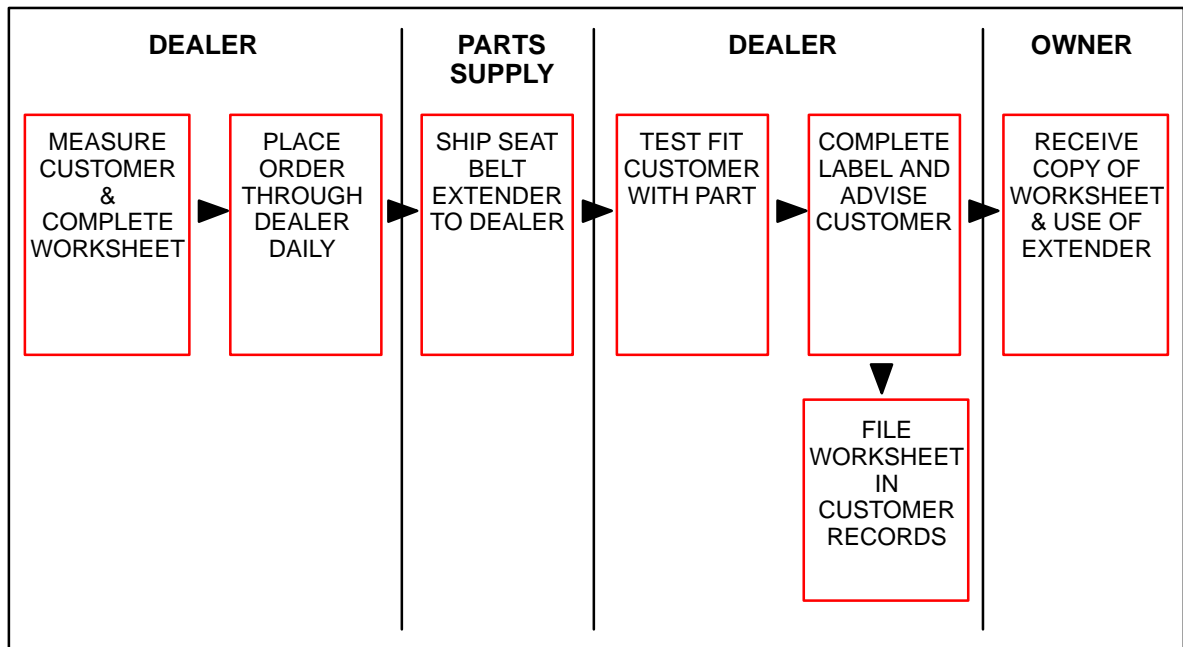 DEALER
PARTS
SUPPLY
DEALER
OWNER
MEASURE
CUSTOMER
&
COMPLETE
WORKSHEET
PLACE
ORDER
THROUGH
DEALER
DAILY
SHIP SEAT
BELT
EXTENDER
TO DEALER
TEST FIT
CUSTOMER
WITH PART
COMPLETE
LABEL AND
ADVISE
CUSTOMER
RECEIVE
COPY OF
WORKSHEET
& USE OF
EXTENDER
FILE
WORKSHEET
IN
CUSTOMER
RECORDS